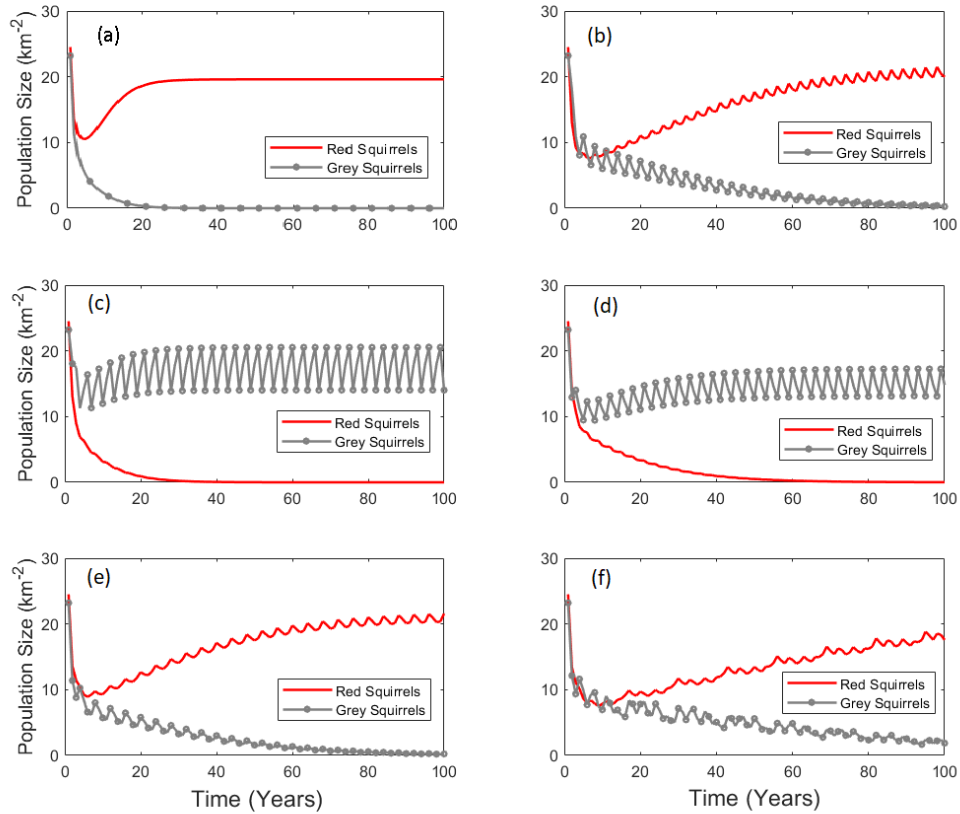 (a)
Population Size (km-2)
30
20
10
0
Red Squirrels
Grey Squirrels
0 20 40 60 80 100
(b)
30
20
10
0
Red Squirrels
Grey Squirrels
0 20 40 60 80 100
(c)
Population Size (km-2)
30
20
10
0
Red Squirrels
Grey Squirrels
0 20 40 60 80 100
(d)
30
20
10
0
Red Squirrels
Grey Squirrels
0 20 40 60 80 100
(e)
Population Size (km-2)
30
20
10
0
Red Squirrels
Grey Squirrels
0 20 40 60 80 100
Time (Years)
(f)
30
20
10
0
Red Squirrels
Grey Squirrels
0 20 40 60 80 100
Time (Years)